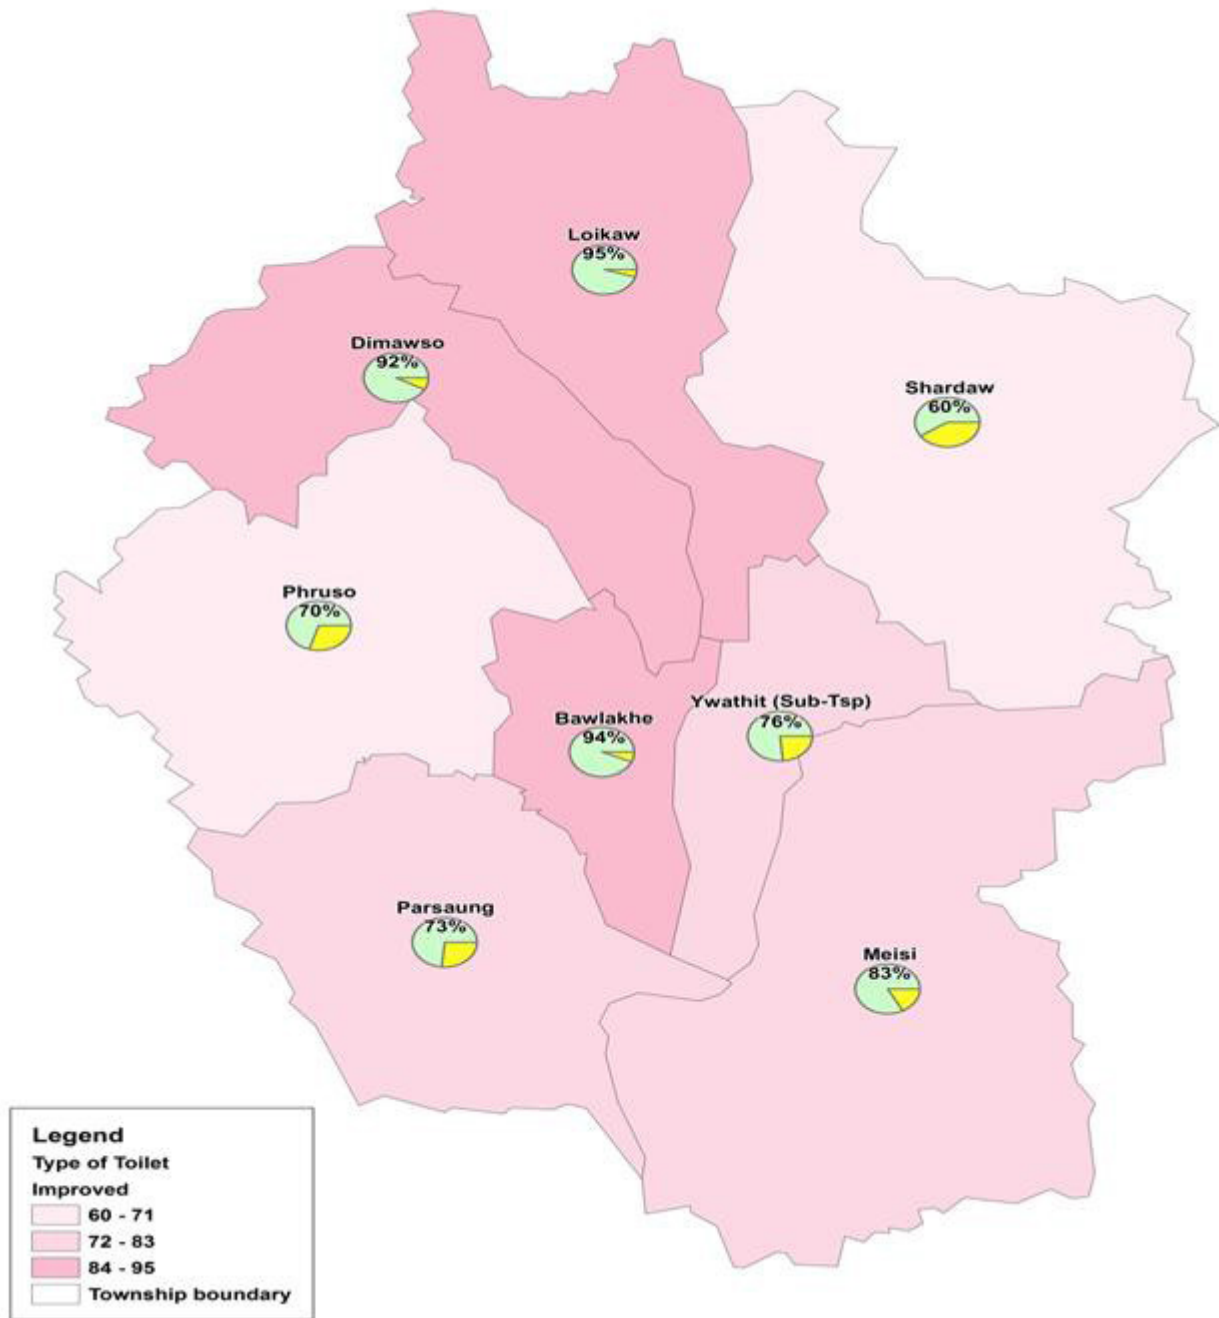 Loikaw
95%
Dimawso
92%
Shardaw
60%
Phruso
70%
Ywathit (Sub-Tsp)
76%
Bawlakhe
94%
Parsaung
73%
Meisi
83%
Legend
Type of Toilet
Improved
60 - 71
72 - 83
84 - 95
Township boundary